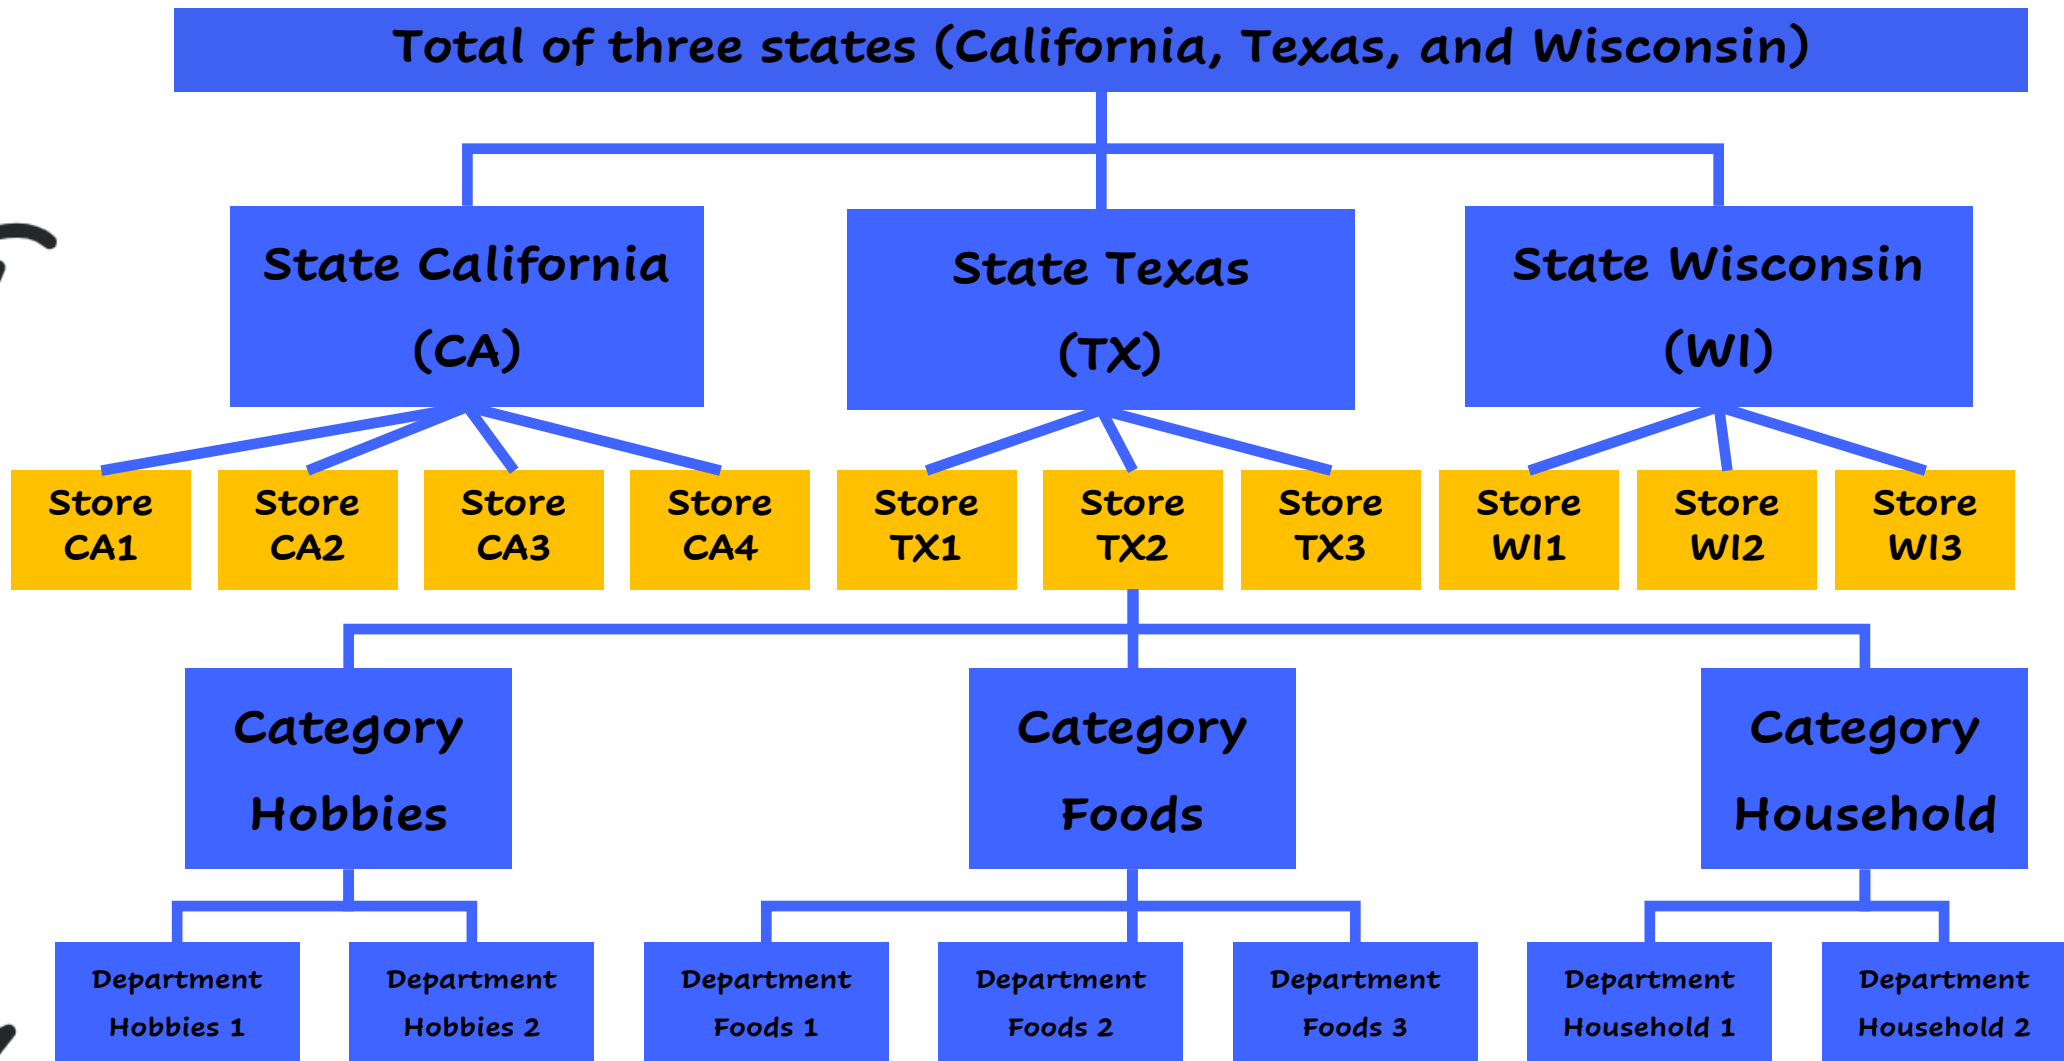 Total of three states (California, Texas, and Wisconsin)
State California
(CA)
State Texas
(TX)
State Wisconsin
(WI)
Store
CA1
Store
CA2
Store
CA3
Store
CA4
Store
TX1
Store
TX2
Store
TX3
Store
WI1
Store
WI2
Store
WI3
Category
Hobbies
Category
Foods
Category
Household
Department
Hobbies 1
Department
Hobbies 2
Department
Foods 1
Department
Foods 2
Department
Foods 3
Department
Household 1
Department
Household 2